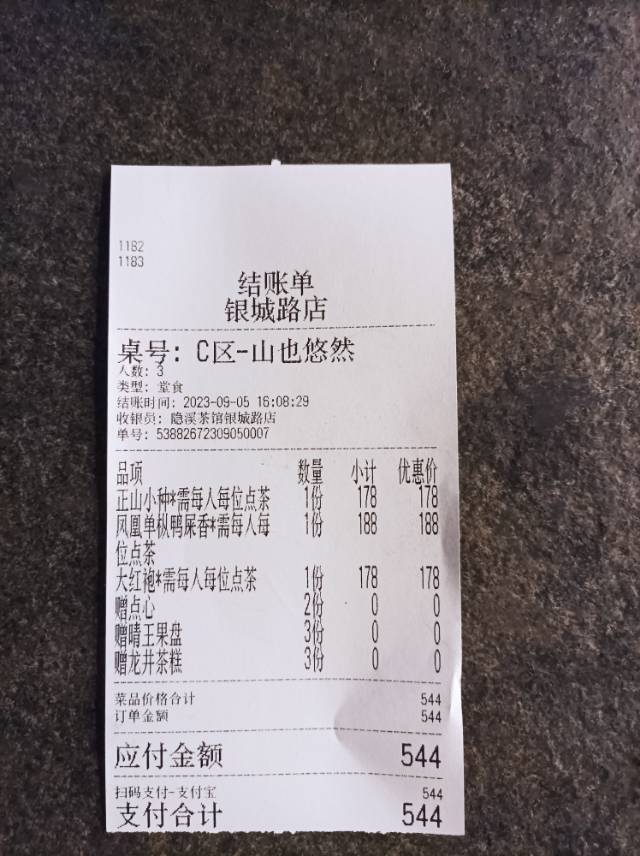 1182
1183
结账单
银城路店
桌号: C区-山也悠然
人数: 3
类型: 堂食
结账时间: 2023-09-05 16:08:29
收银员: 隐溪茶馆银城路店
单号: 53882672309050007
品项 数量 小计 优惠价
正山小种*需每人每位点茶 1份 178 178
凤凰单枞鸭屎香*需每人每 1份 188 188
位点茶
大红袍*需每人每位点茶 1份 178 178
赠点心 2份 0 0
赠晴王果盘 3份 0 0
赠龙井茶糕 3份 0 0
菜品价格合计 544
订单金额 544
应付金额 544
扫码支付-支付宝 544
支付合计 544